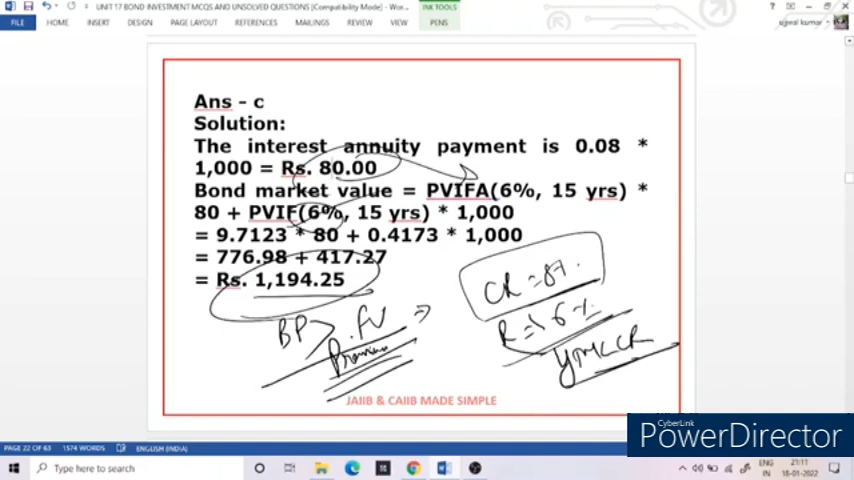 UNIT 17 BOND INVESTMENT MCQS AND UNSOLVED QUESTIONS [Compatibility Mode] - Wor...
INK TOOLS
FILE HOME INSERT DESIGN PAGE LAYOUT REFERENCES MAILINGS REVIEW VIEW PENS
ujjwal kumar
Ans - c
Solution:
The interest annuity payment is 0.08 *
1,000 = Rs. 80.00
Bond market value = PVIFA(6%, 15 yrs) *
80 + PVIF(6%, 15 yrs) * 1,000
= 9.7123 * 80 + 0.4173 * 1,000
= 776.98 + 417.27
= Rs. 1,194.25
CR = 8%
R => 6%
YTM < CR
BP > FV =>
Premium
JAIIB & CAIIB MADE SIMPLE
CyberLink
PowerDirector
PAGE 22 OF 63 1574 WORDS ENGLISH (INDIA)
Type here to search
ENG
IN
21:11
18-01-2022